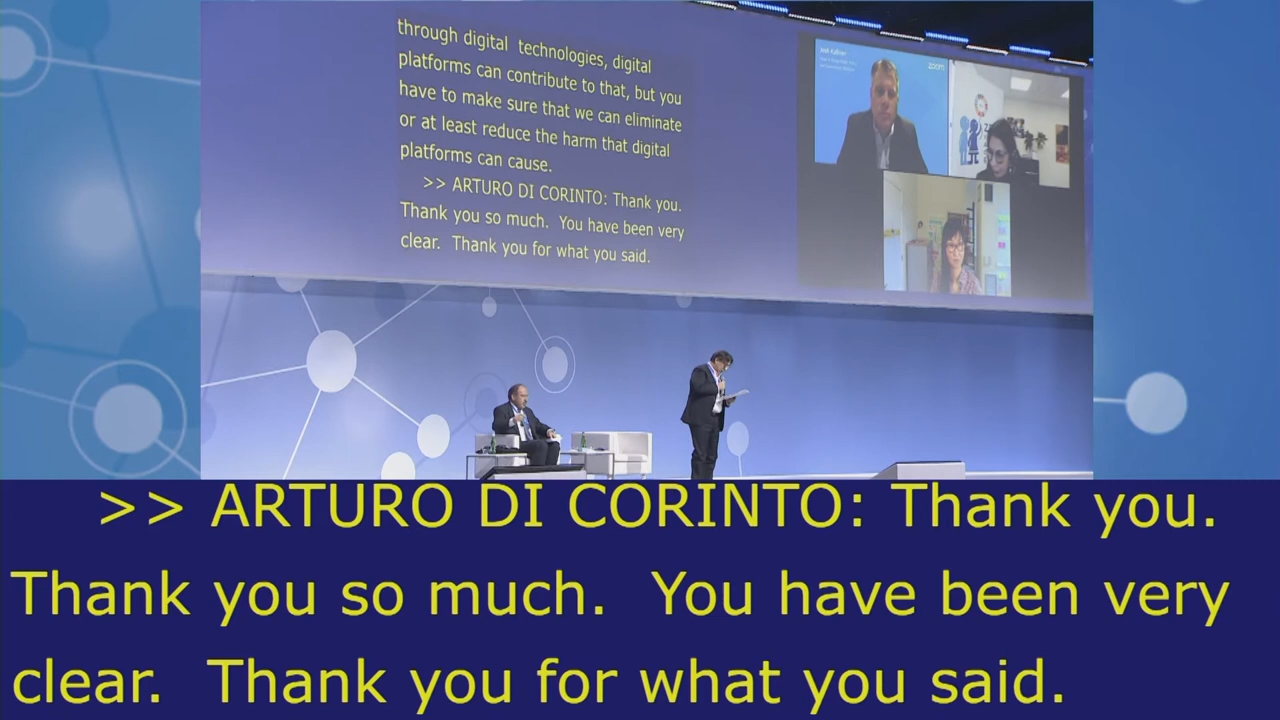 through digital  technologies, digital
platforms can contribute to that, but you
have to make sure that we can eliminate
or at least reduce the harm that digital
platforms can cause.
>> ARTURO DI CORINTO: Thank you.
Thank you so much.  You have been very
clear.  Thank you for what you said.
zoom
>> ARTURO DI CORINTO: Thank you.
Thank you so much.  You have been very
clear.  Thank you for what you said.